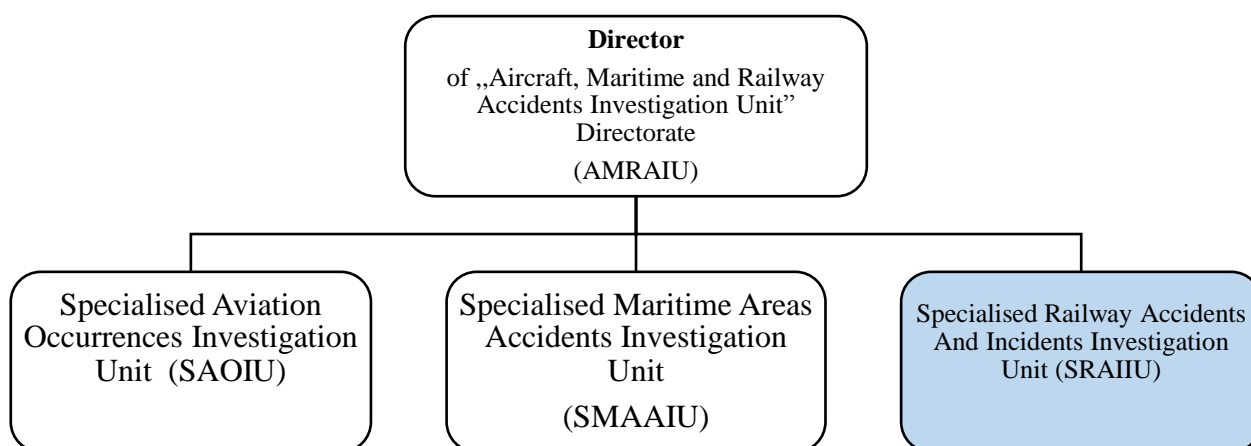 Director
of „Aircraft, Maritime and Railway
Accidents Investigation Unit”
Directorate
(AMRAIU)
Specialised Aviation
Occurrences Investigation
Unit (SAOIU)
Specialised Maritime Areas
Accidents Investigation
Unit
(SMAAIU)
Specialised Railway Accidents
And Incidents Investigation
Unit (SRAIIU)